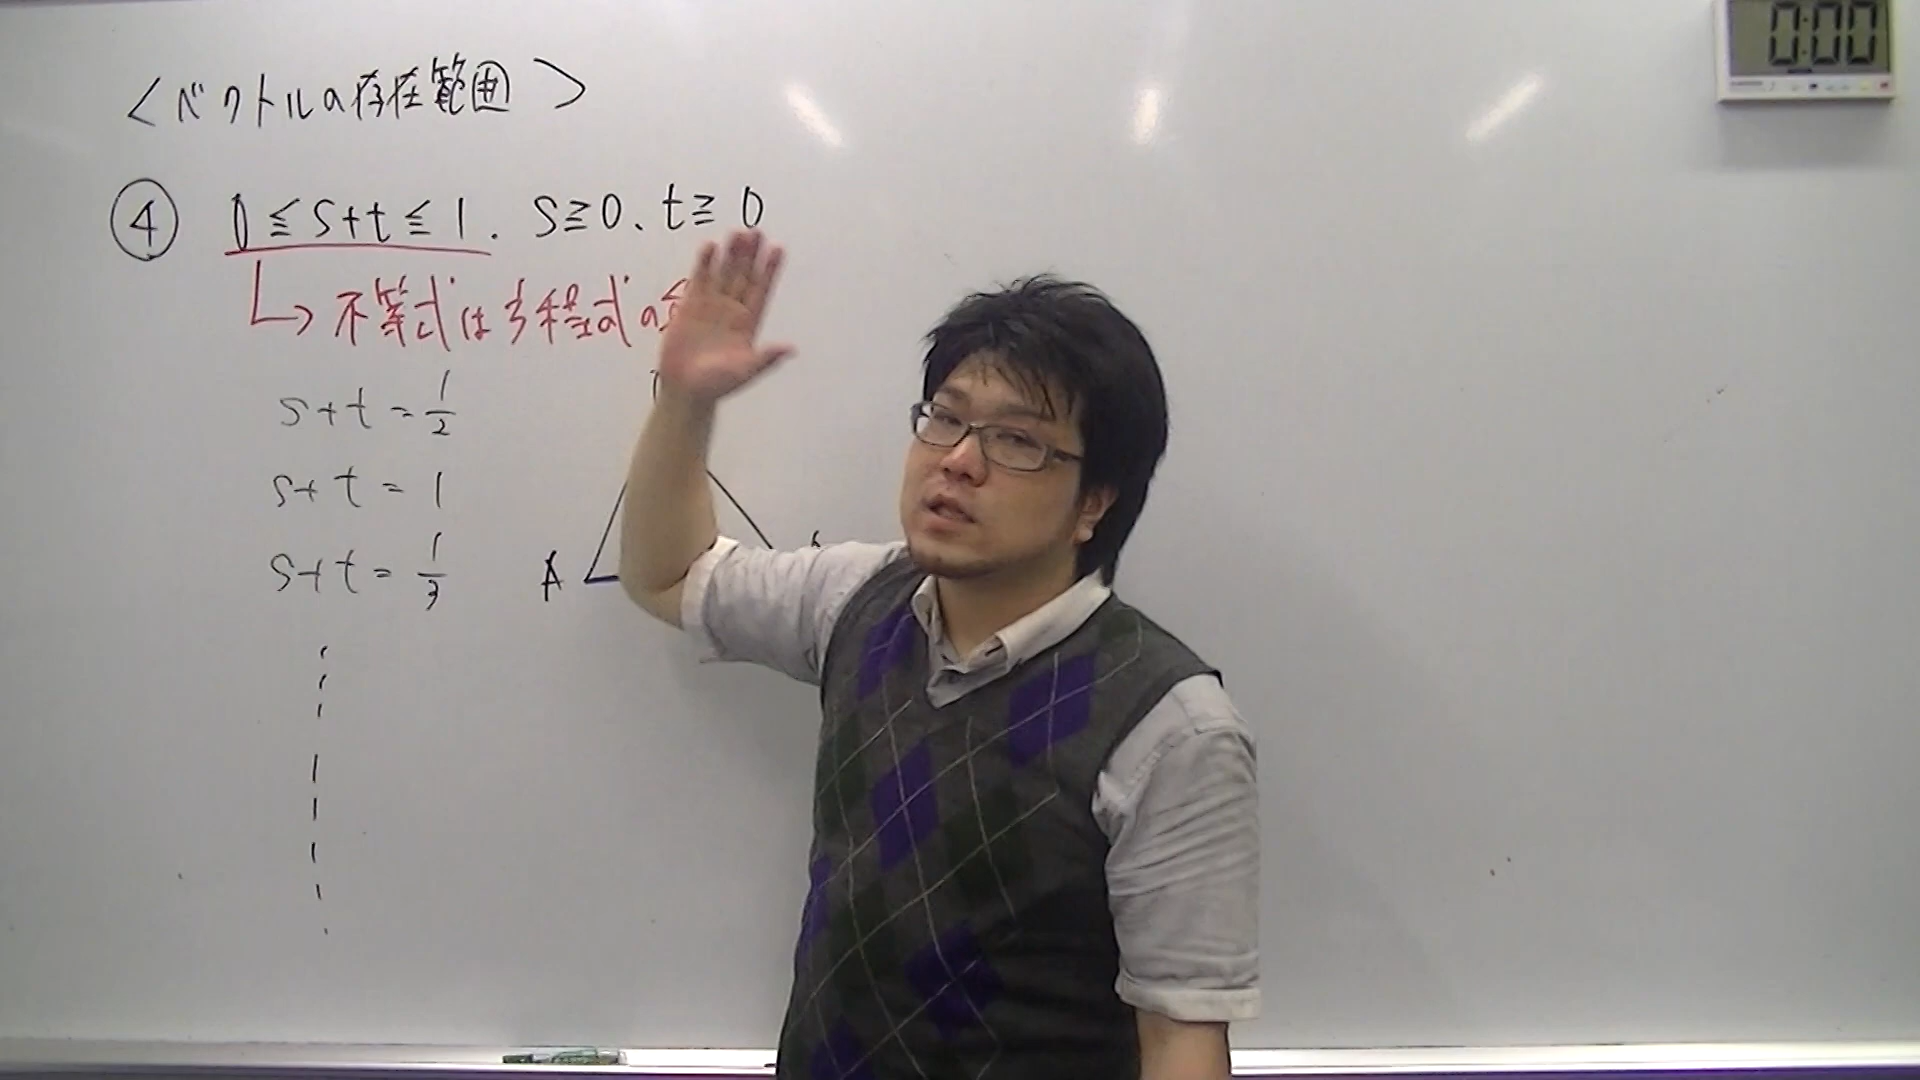 <ベクトルの存在範囲>
④ 0≦s+t≦1. s≧0、t≧0
↳ 不等式は方程式の
s+t=1/2
s+t=1
s+t=1/3
A
0:00